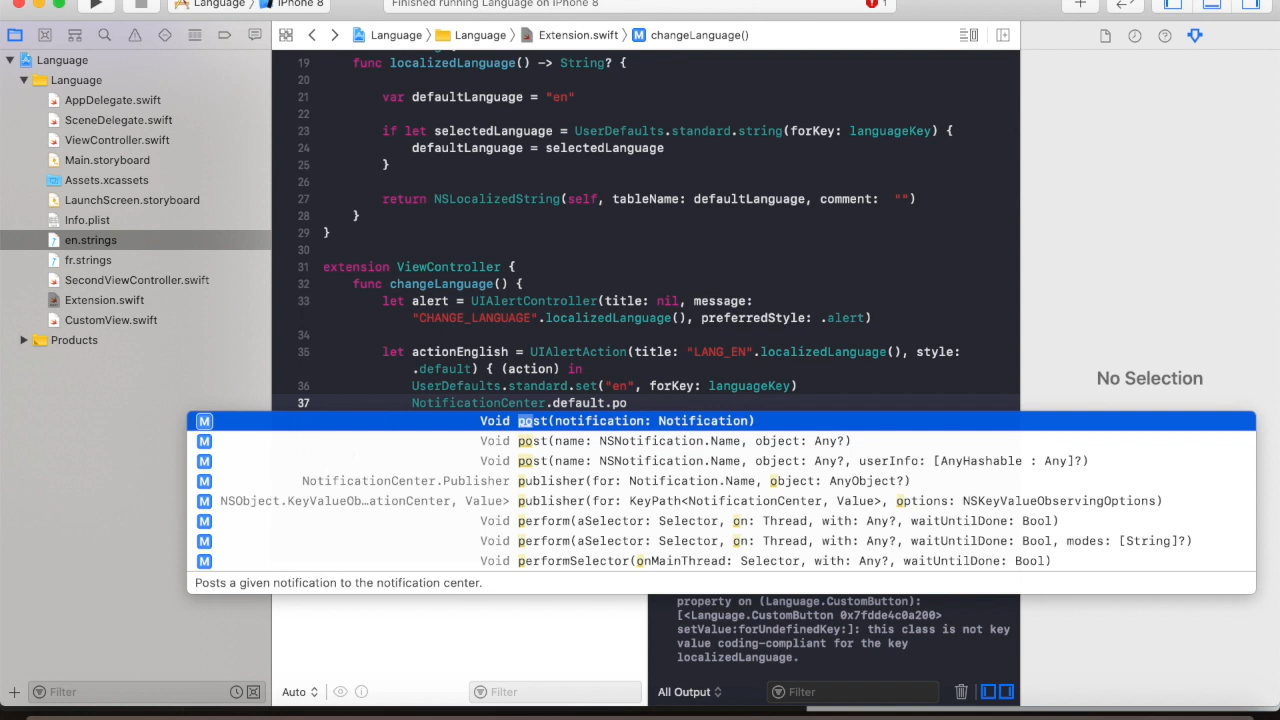 Language
iPhone 8
Finished running Language on iPhone 8
1
Language
Language
Extension.swift
M changeLanguage()
Language
Language
AppDelegate.swift
SceneDelegate.swift
ViewController.swift
Main.storyboard
Assets.xcassets
LaunchScreen.storyboard
Info.plist
en.strings
fr.strings
SecondViewController.swift
Extension.swift
CustomView.swift
Products
19 func localizedLanguage() -> String? {
20
21 var defaultLanguage = "en"
22
23 if let selectedLanguage = UserDefaults.standard.string(forKey: languageKey) {
24 defaultLanguage = selectedLanguage
25 }
26
27 return NSLocalizedString(self, tableName: defaultLanguage, comment: "")
28 }
29 }
30
31 extension ViewController {
32 func changeLanguage() {
33 let alert = UIAlertController(title: nil, message:
"CHANGE_LANGUAGE".localizedLanguage(), preferredStyle: .alert)
34
35 let actionEnglish = UIAlertAction(title: "LANG_EN".localizedLanguage(), style:
.default) { (action) in
36 UserDefaults.standard.set("en", forKey: languageKey)
37 NotificationCenter.default.po
M Void post(notification: Notification)
M Void post(name: NSNotification.Name, object: Any?)
M Void post(name: NSNotification.Name, object: Any?, userInfo: [AnyHashable : Any]?)
M NotificationCenter.Publisher publisher(for: Notification.Name, object: AnyObject?)
M NSObject.KeyValueOb…ationCenter, Value> publisher(for: KeyPath<NotificationCenter, Value>, options: NSKeyValueObservingOptions)
M Void perform(aSelector: Selector, on: Thread, with: Any?, waitUntilDone: Bool)
M Void perform(aSelector: Selector, on: Thread, with: Any?, waitUntilDone: Bool, modes: [String]?)
M Void performSelector(onMainThread: Selector, with: Any?, waitUntilDone: Bool)
Posts a given notification to the notification center.
No Selection
property on (Language.CustomButton):
[<Language.CustomButton 0x7fdde4c0a200>
setValue:forUndefinedKey:]: this class is not key
value coding-compliant for the key
localizedLanguage.
Filter
Auto
Filter
All Output
Filter